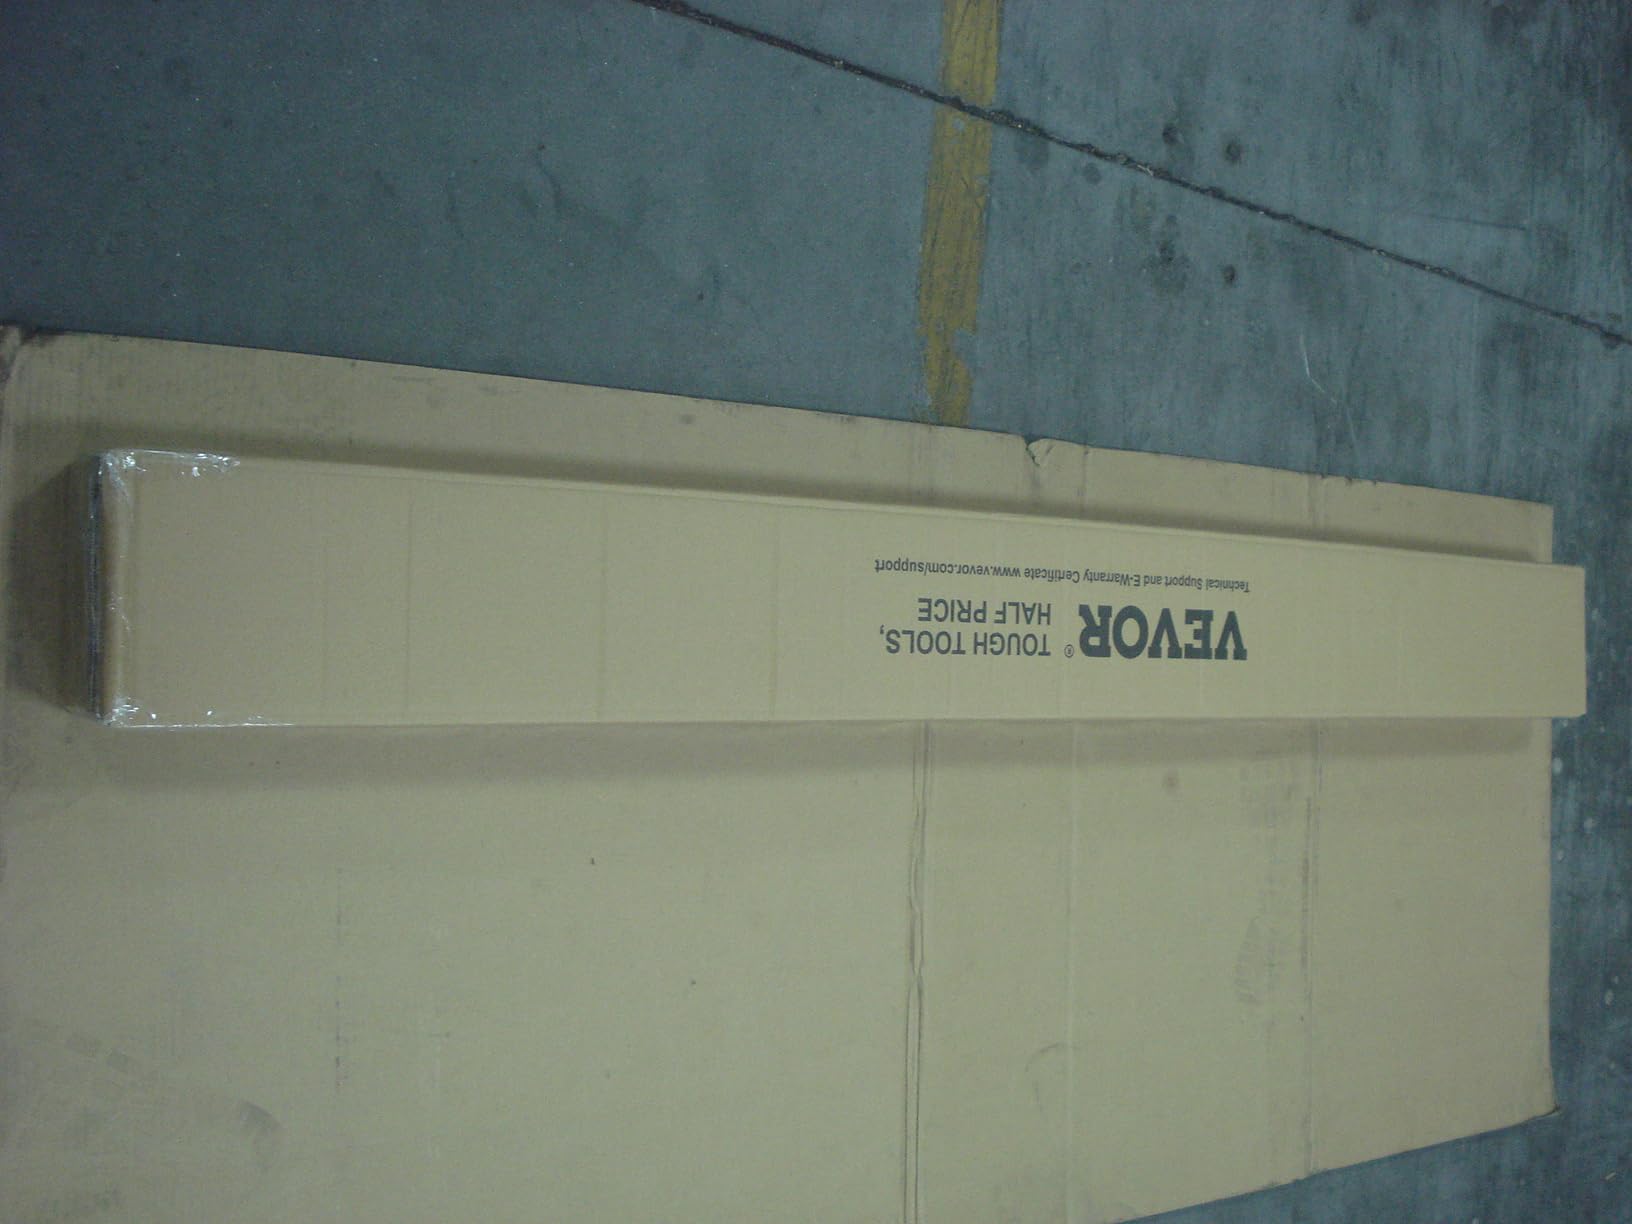 VEVOR®
TOUGH TOOLS,
HALF PRICE
Technical Support and E-Warranty Certificate www.vevor.com/support